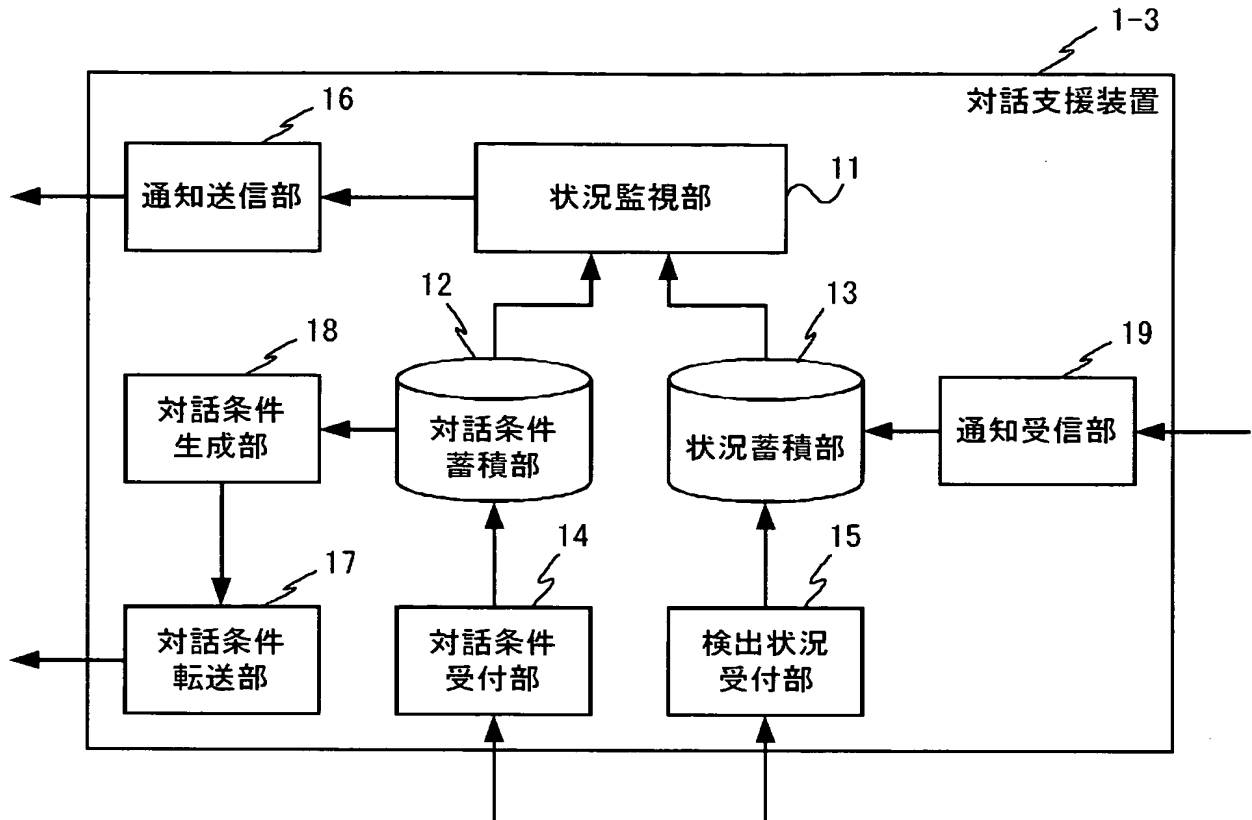 1-3
対話支援装置
16
通知送信部
状況監視部
11
12
13
18
19
対話条件
生成部
対話条件
蓄積部
状況蓄積部
通知受信部
17
14
15
対話条件
転送部
対話条件
受付部
検出状況
受付部